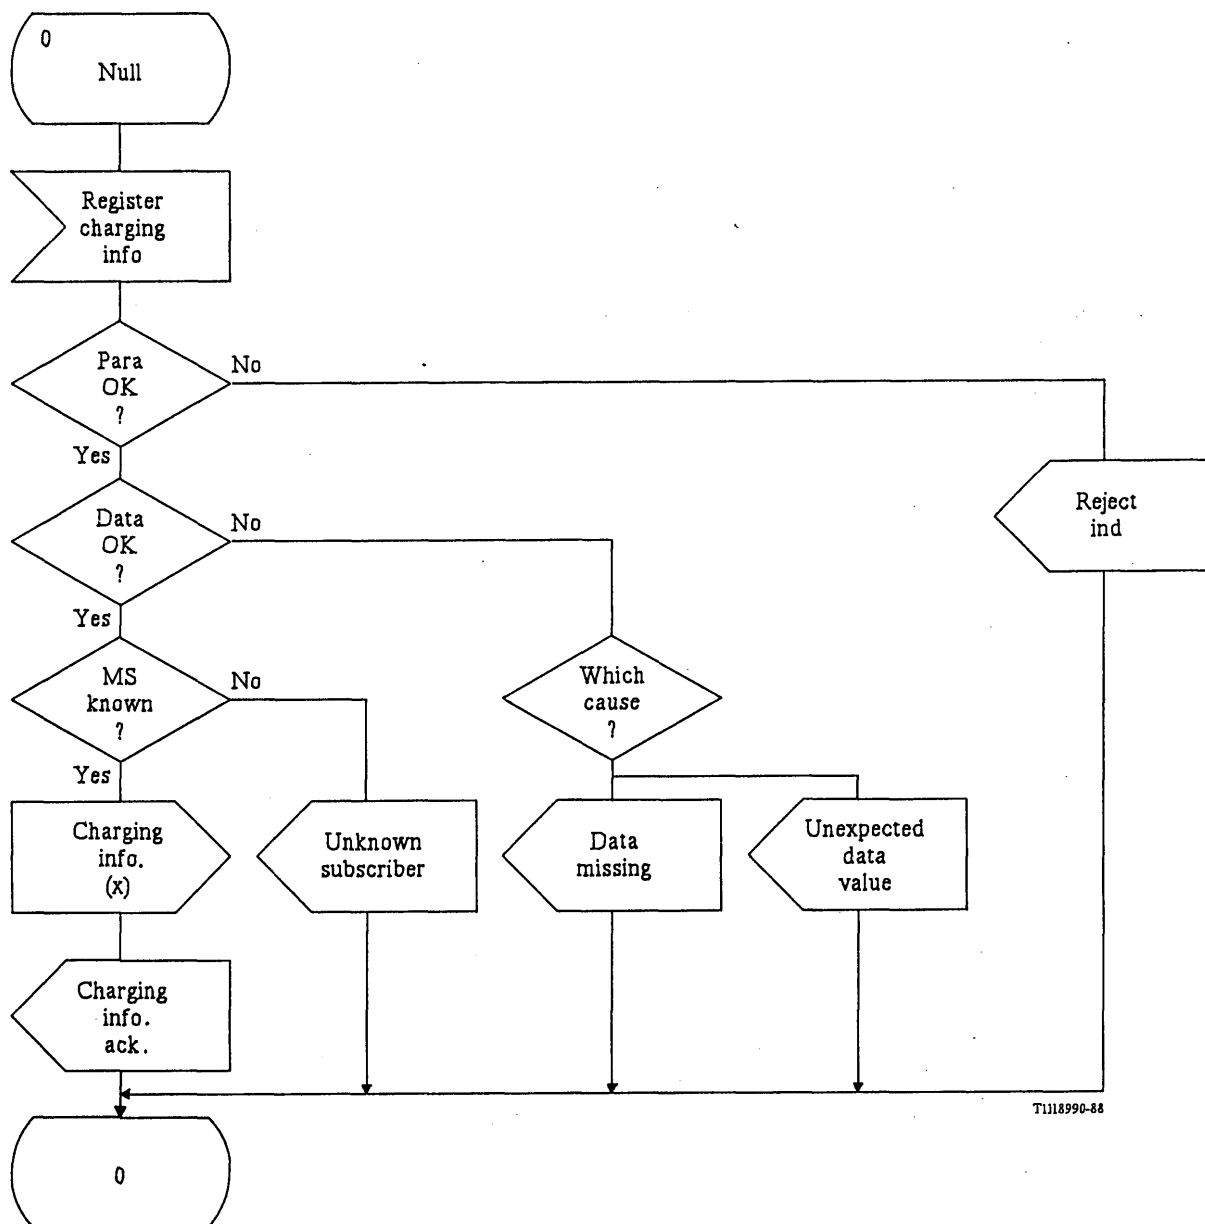 0
Null
Register
charging
info
Para
OK
?
No
Yes
Data
OK
?
No
Yes
Reject
ind
MS
known
?
No
Yes
Which
cause
?
Charging
info.
(x)
Unknown
subscriber
Data
missing
Unexpected
data
value
Charging
info.
ack.
T1118990-88
0